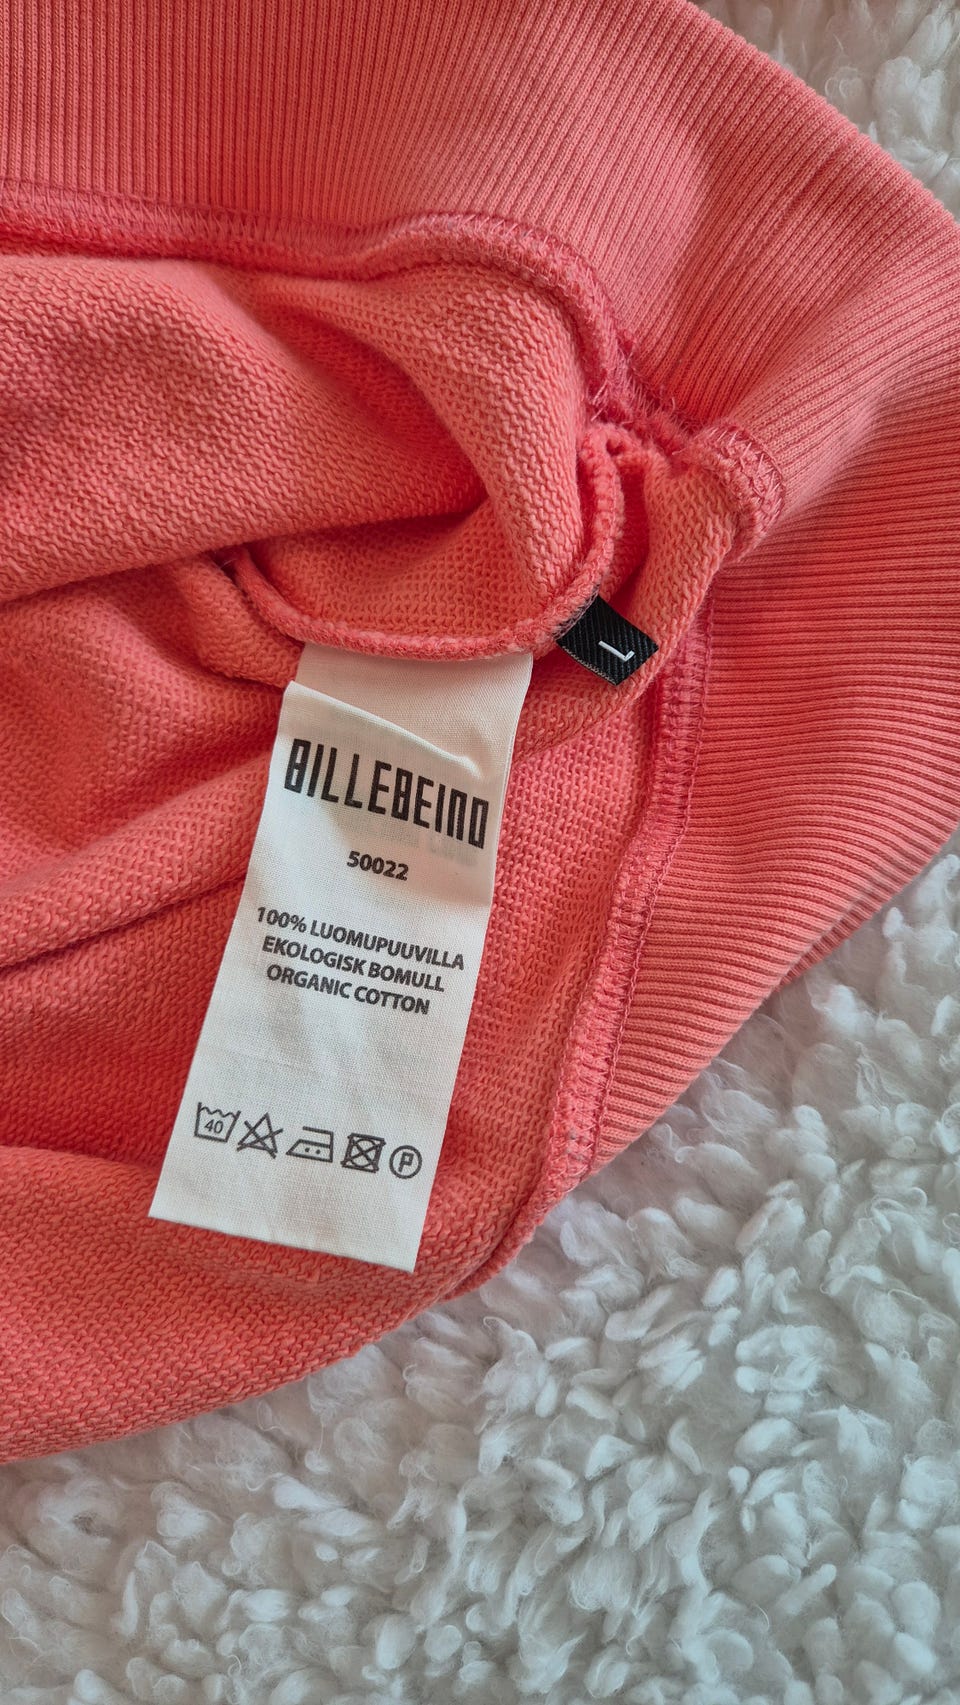 L
BILLEBEINO
50022
100% LUOMUPUUVILLA
EKOLOGISK BOMULL
ORGANIC COTTON
40
P